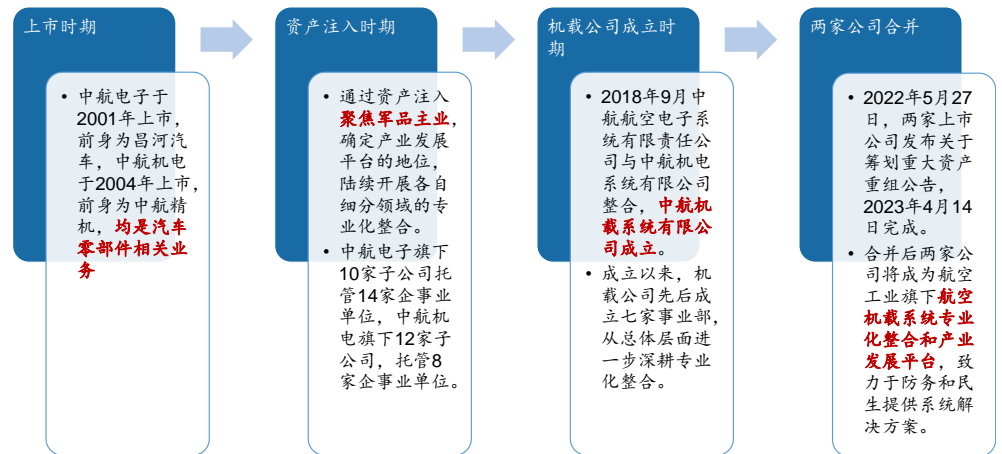 上市时期
• 中航电子于
2001年上市，
前身为昌河汽
车，中航机电
于2004年上市，
前身为中航精
机，均是汽车
零部件相关业
务
资产注入时期
• 通过资产注入
聚焦军品主业，
确定产业发展
平台的地位，
陆续开展各自
细分领域的专
业化整合。
• 中航电子旗下
10家子公司托
管14家企事业
单位，中航机
电旗下12家子
公司，托管8
家企事业单位。
机载公司成立时
期
• 2018年9月中
航航空电子系
统有限责任公
司与中航机电
系统有限公司
整合，中航机
载系统有限公
司成立。
• 成立以来，机
载公司先后成
立七家事业部，
从总体层面进
一步深耕专业
化整合。
两家公司合并
• 2022年5月27
日，两家上市
公司发布关于
筹划重大资产
重组公告，
2023年4月14
日完成。
• 合并后两家公
司将成为航空
工业旗下航空
机载系统专业
化整合和产业
发展平台，致
力于防务和民
生提供系统解
决方案。